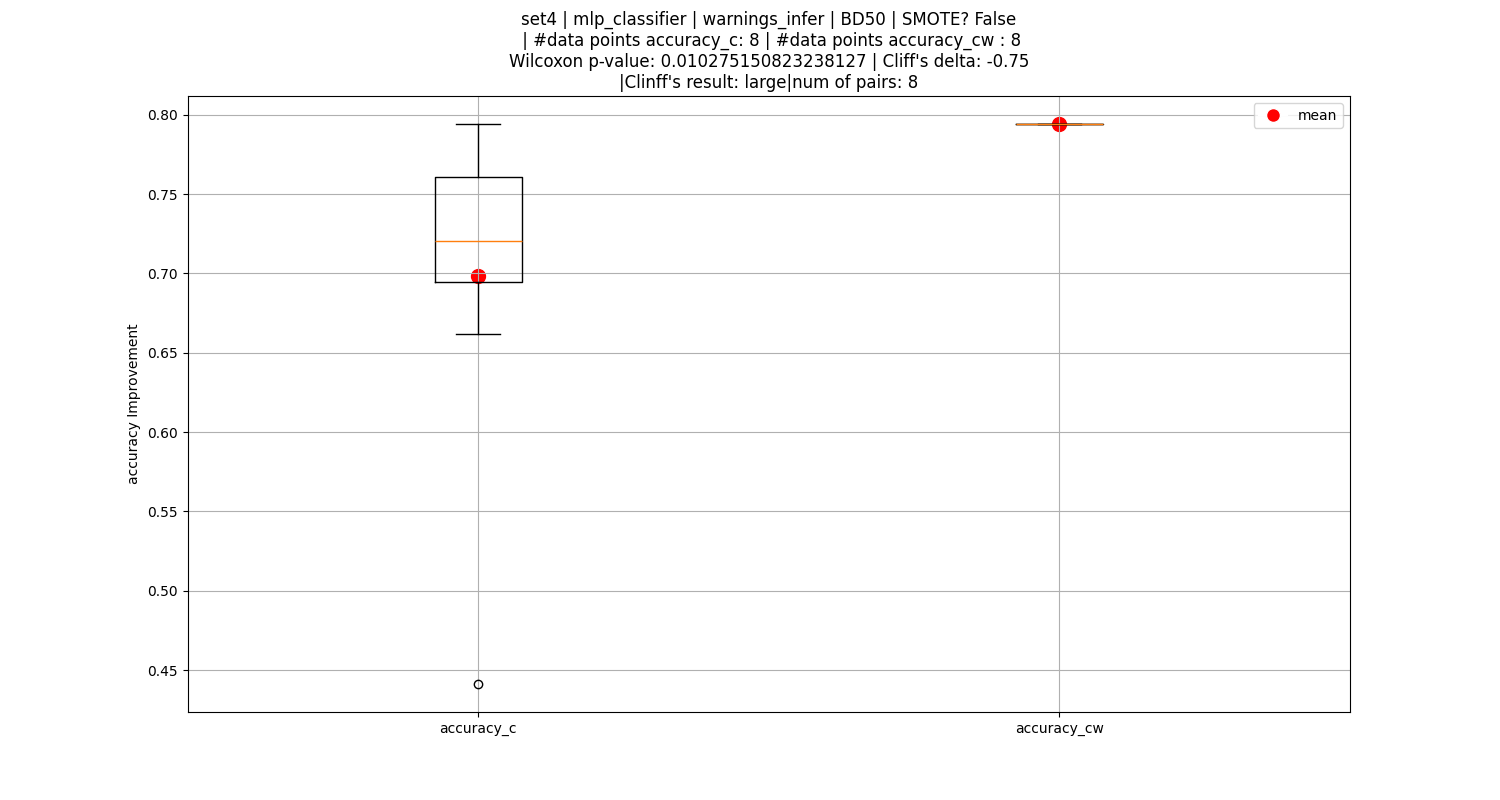 set4 | mlp_classifier | warnings_infer | BD50 | SMOTE? False
| #data points accuracy_c: 8 | #data points accuracy_cw : 8
Wilcoxon p-value: 0.010275150823238127 | Cliff's delta: -0.75
|Clinff's result: large|num of pairs: 8
mean
0.80
0.75
0.70
0.65
0.60
0.55
0.50
0.45
accuracy Improvement
accuracy_c
accuracy_cw